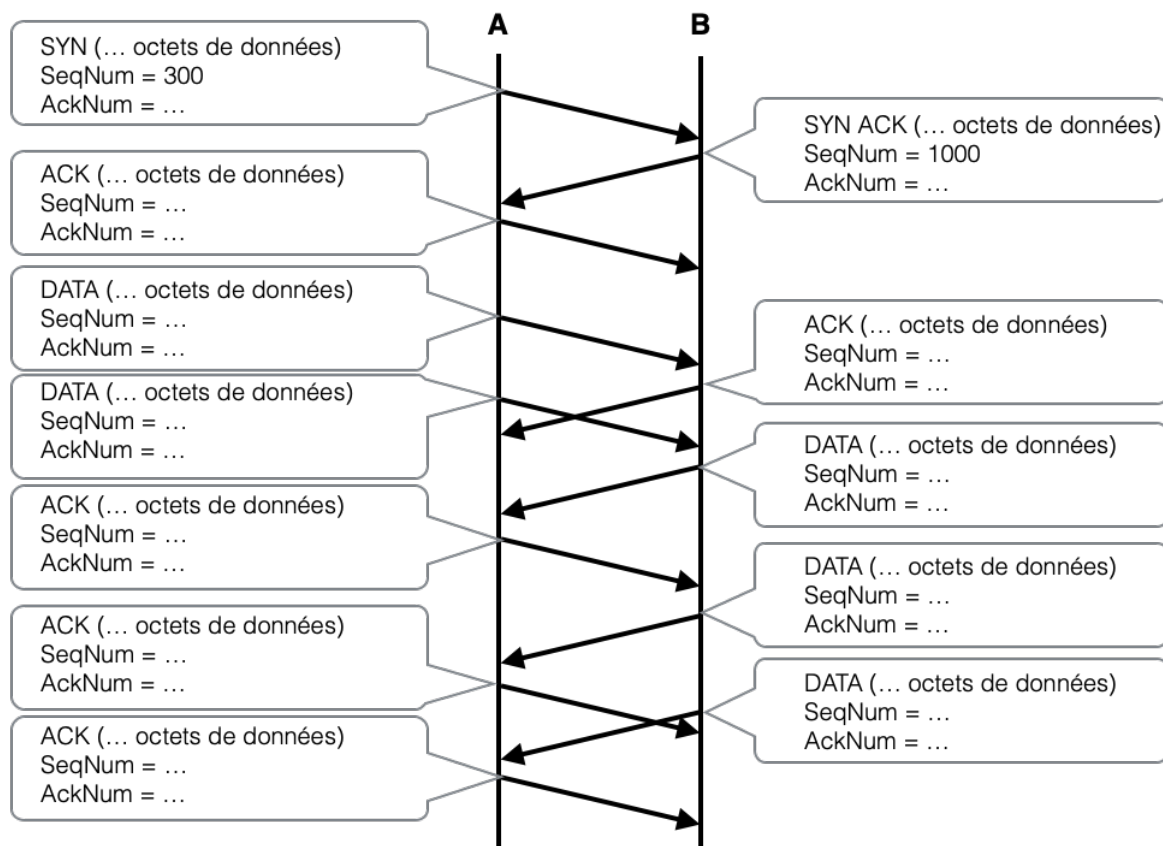 A
B
SYN (… octets de données)
SeqNum = 300
AckNum = …
SYN ACK (… octets de données)
SeqNum = 1000
AckNum = …
ACK (… octets de données)
SeqNum = …
AckNum = …
DATA (… octets de données)
SeqNum = …
AckNum = …
ACK (… octets de données)
SeqNum = …
AckNum = …
DATA (… octets de données)
SeqNum = …
AckNum = …
DATA (… octets de données)
SeqNum = …
AckNum = …
ACK (… octets de données)
SeqNum = …
AckNum = …
DATA (… octets de données)
SeqNum = …
AckNum = …
ACK (… octets de données)
SeqNum = …
AckNum = …
DATA (… octets de données)
SeqNum = …
AckNum = …
ACK (… octets de données)
SeqNum = …
AckNum = …